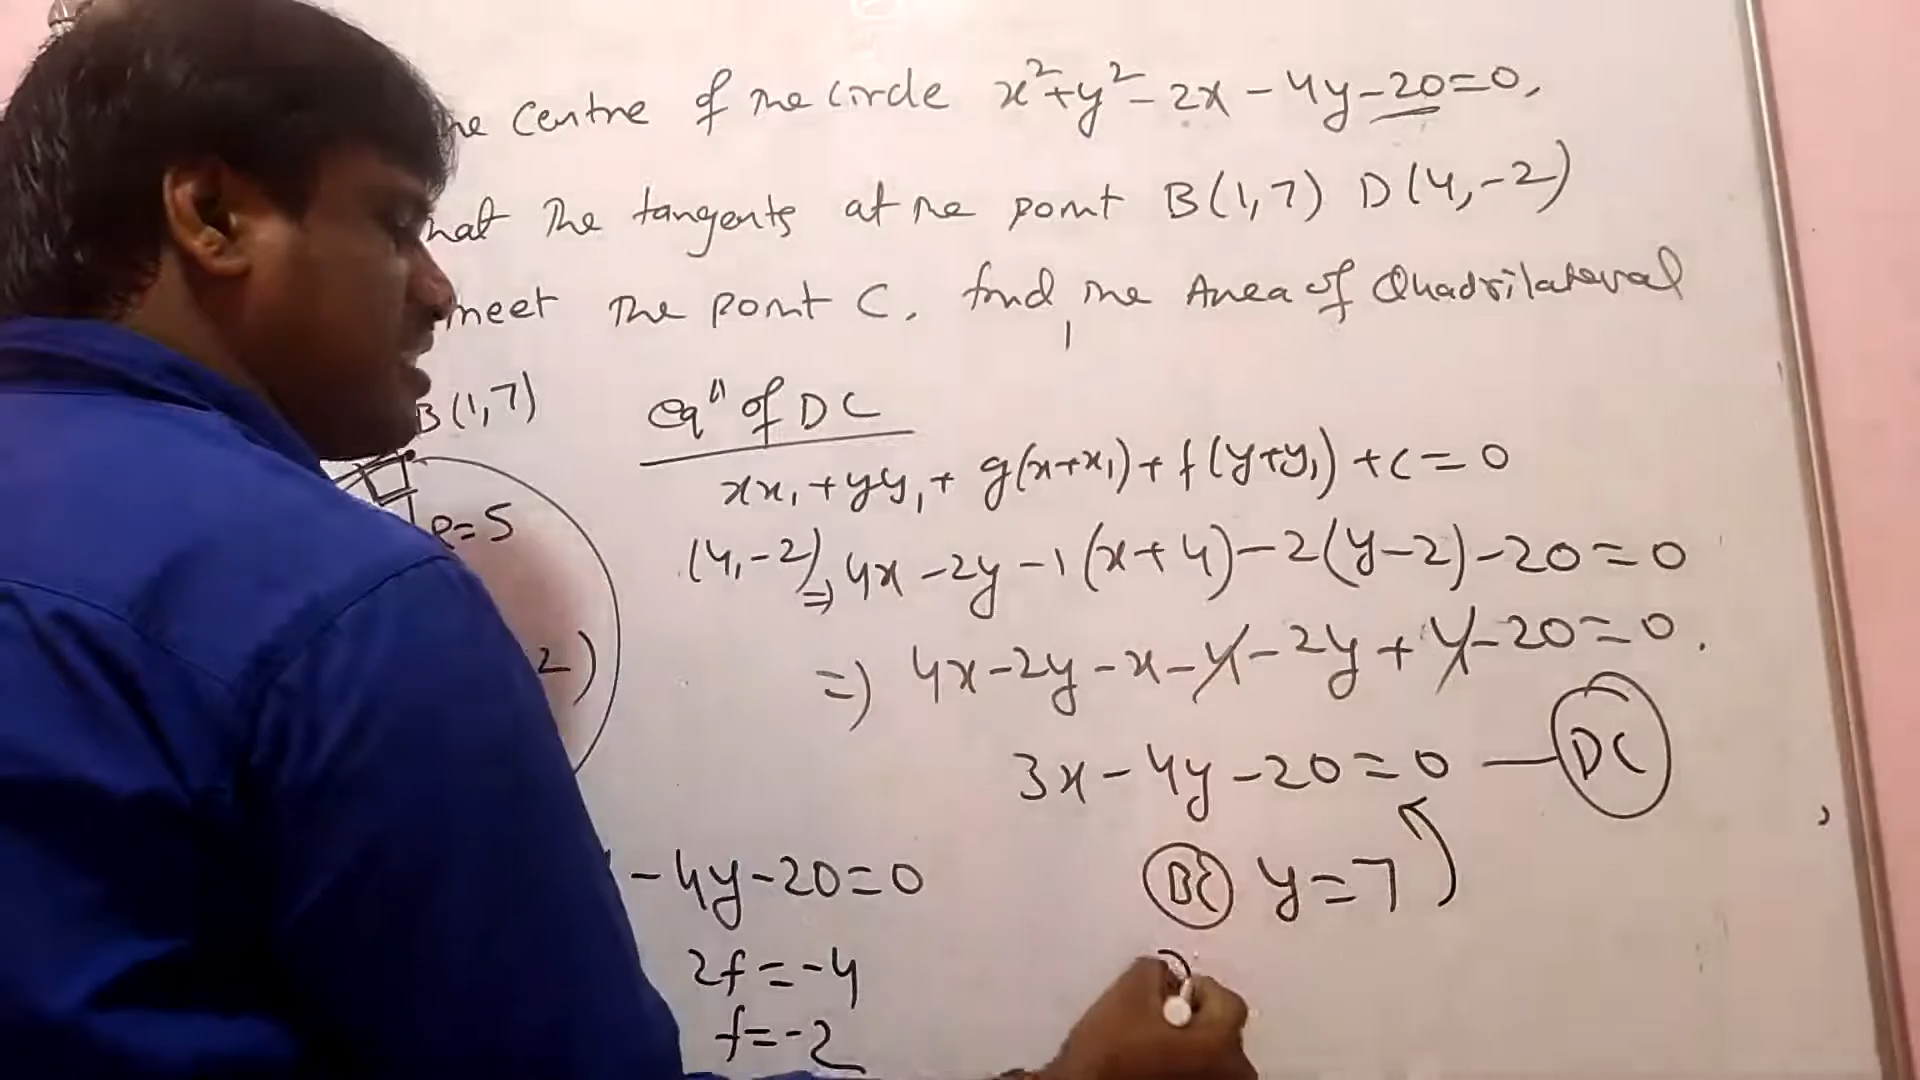 centre of the circle x²+y²-2x-4y-20=0,
the tangents at the point B(1,7) D(4,-2)
meet the point C. find the Area of Quadrilateral
B(1,7)
eqⁿ of DC
xx₁+yy₁+g(x+x₁)+f(y+y₁)+c=0
R=5
(4,-2)⇒4x-2y-1(x+4)-2(y-2)-20=0
2)
⇒4x-2y-x-4-2y+4-20=0.
3x-4y-20=0 — DC
-4y-20=0
BC y=7
2f=-4
f=-2